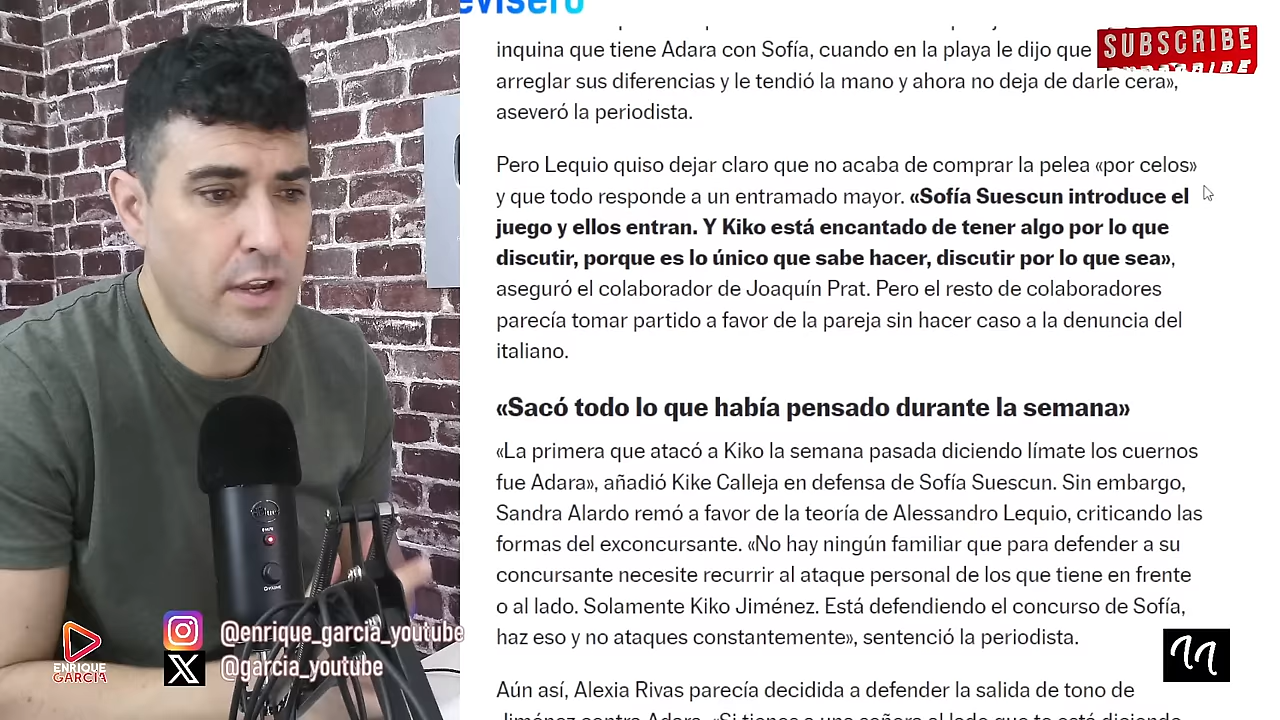 evisero
SUBSCRIBE
inquina que tiene Adara con Sofía, cuando en la playa le dijo que
arreglar sus diferencias y le tendió la mano y ahora no deja de darle cera»,
aseveró la periodista.
Pero Lequio quiso dejar claro que no acaba de comprar la pelea «por celos»
y que todo responde a un entramado mayor. «Sofía Suescun introduce el
juego y ellos entran. Y Kiko está encantado de tener algo por lo que
discutir, porque es lo único que sabe hacer, discutir por lo que sea»,
aseguró el colaborador de Joaquín Prat. Pero el resto de colaboradores
parecía tomar partido a favor de la pareja sin hacer caso a la denuncia del
italiano.
«Sacó todo lo que había pensado durante la semana»
«La primera que atacó a Kiko la semana pasada diciendo límate los cuernos
fue Adara», añadió Kike Calleja en defensa de Sofía Suescun. Sin embargo,
Sandra Alardo remó a favor de la teoría de Alessandro Lequio, criticando las
formas del exconcursante. «No hay ningún familiar que para defender a su
concursante necesite recurrir al ataque personal de los que tiene en frente
o al lado. Solamente Kiko Jiménez. Está defendiendo el concurso de Sofía,
haz eso y no ataques constantemente», sentenció la periodista.
Aún así, Alexia Rivas parecía decidida a defender la salida de tono de
Blue
ENRIQUE
GARCIA
@enrique_garcia_youtube
@garcia_youtube